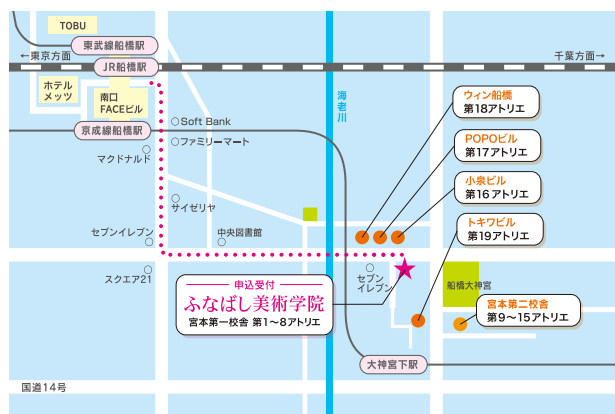 TOBU
東武線船橋駅
←東京方面
千葉方面→
JR船橋駅
ホテル
メッツ
南口
FACEビル
海老川
ウィン船橋
第18アトリエ
Soft Bank
京成線船橋駅
ファミリーマート
POPOビル
第17アトリエ
マクドナルド
小泉ビル
第16アトリエ
サイゼリヤ
トキワビル
第19アトリエ
セブンイレブン
中央図書館
スクエア21
セブン
イレブン
船橋大神宮
申込受付
ふなばし美術学院
宮本第一校舎 第1〜8アトリエ
宮本第二校舎
第9〜15アトリエ
大神宮下駅
国道14号